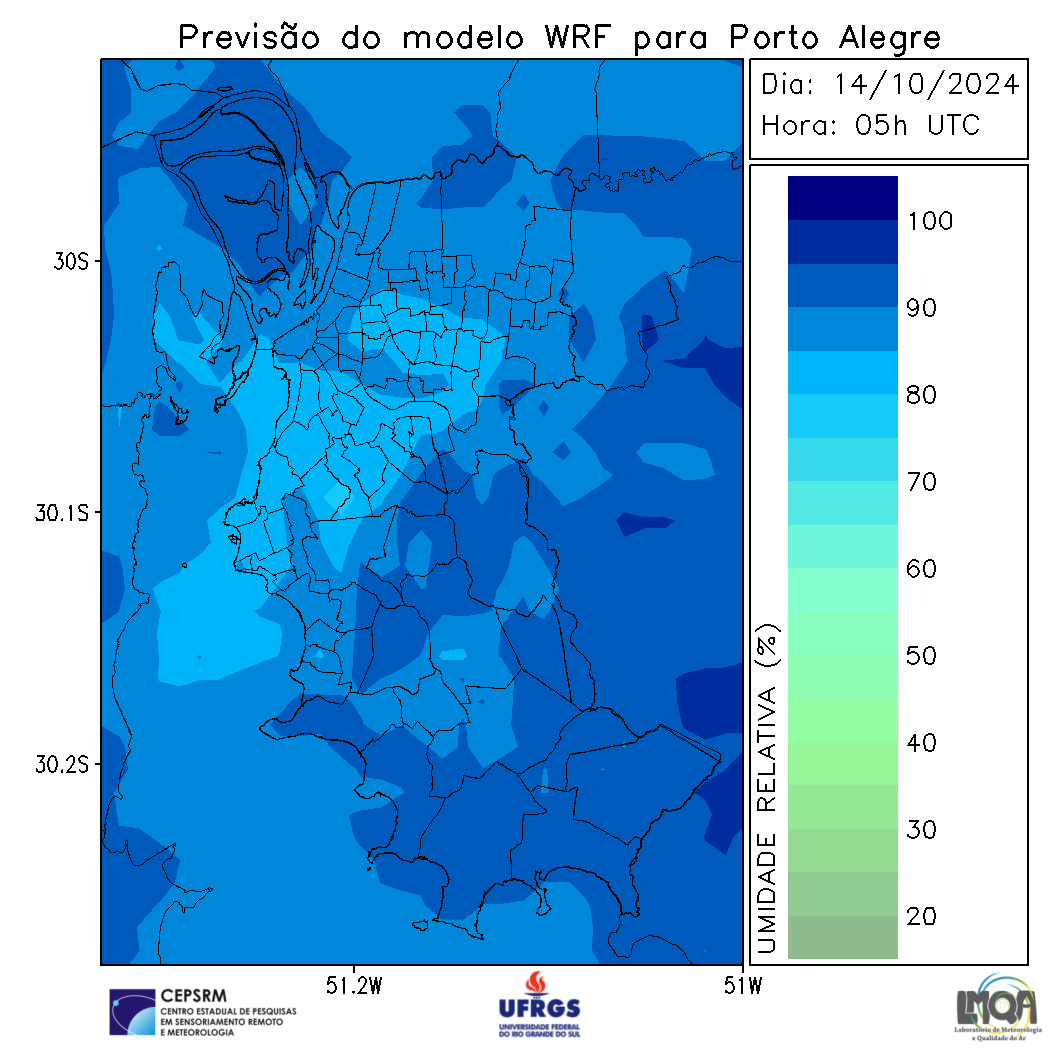 Previsão do modelo WRF para Porto Alegre
Dia: 14/10/2024
Hora: 05h UTC
30S
30.1S
30.2S
51.2W
51W
100
90
80
70
60
50
40
30
20
UMIDADE RELATIVA (%)
CEPSRM
CENTRO ESTADUAL DE PESQUISAS
EM SENSORIAMENTO REMOTO
E METEOROLOGIA
UFRGS
UNIVERSIDADE FEDERAL
DO RIO GRANDE DO SUL
LMQA
Laboratório de Meteorologia
e Qualidade do Ar